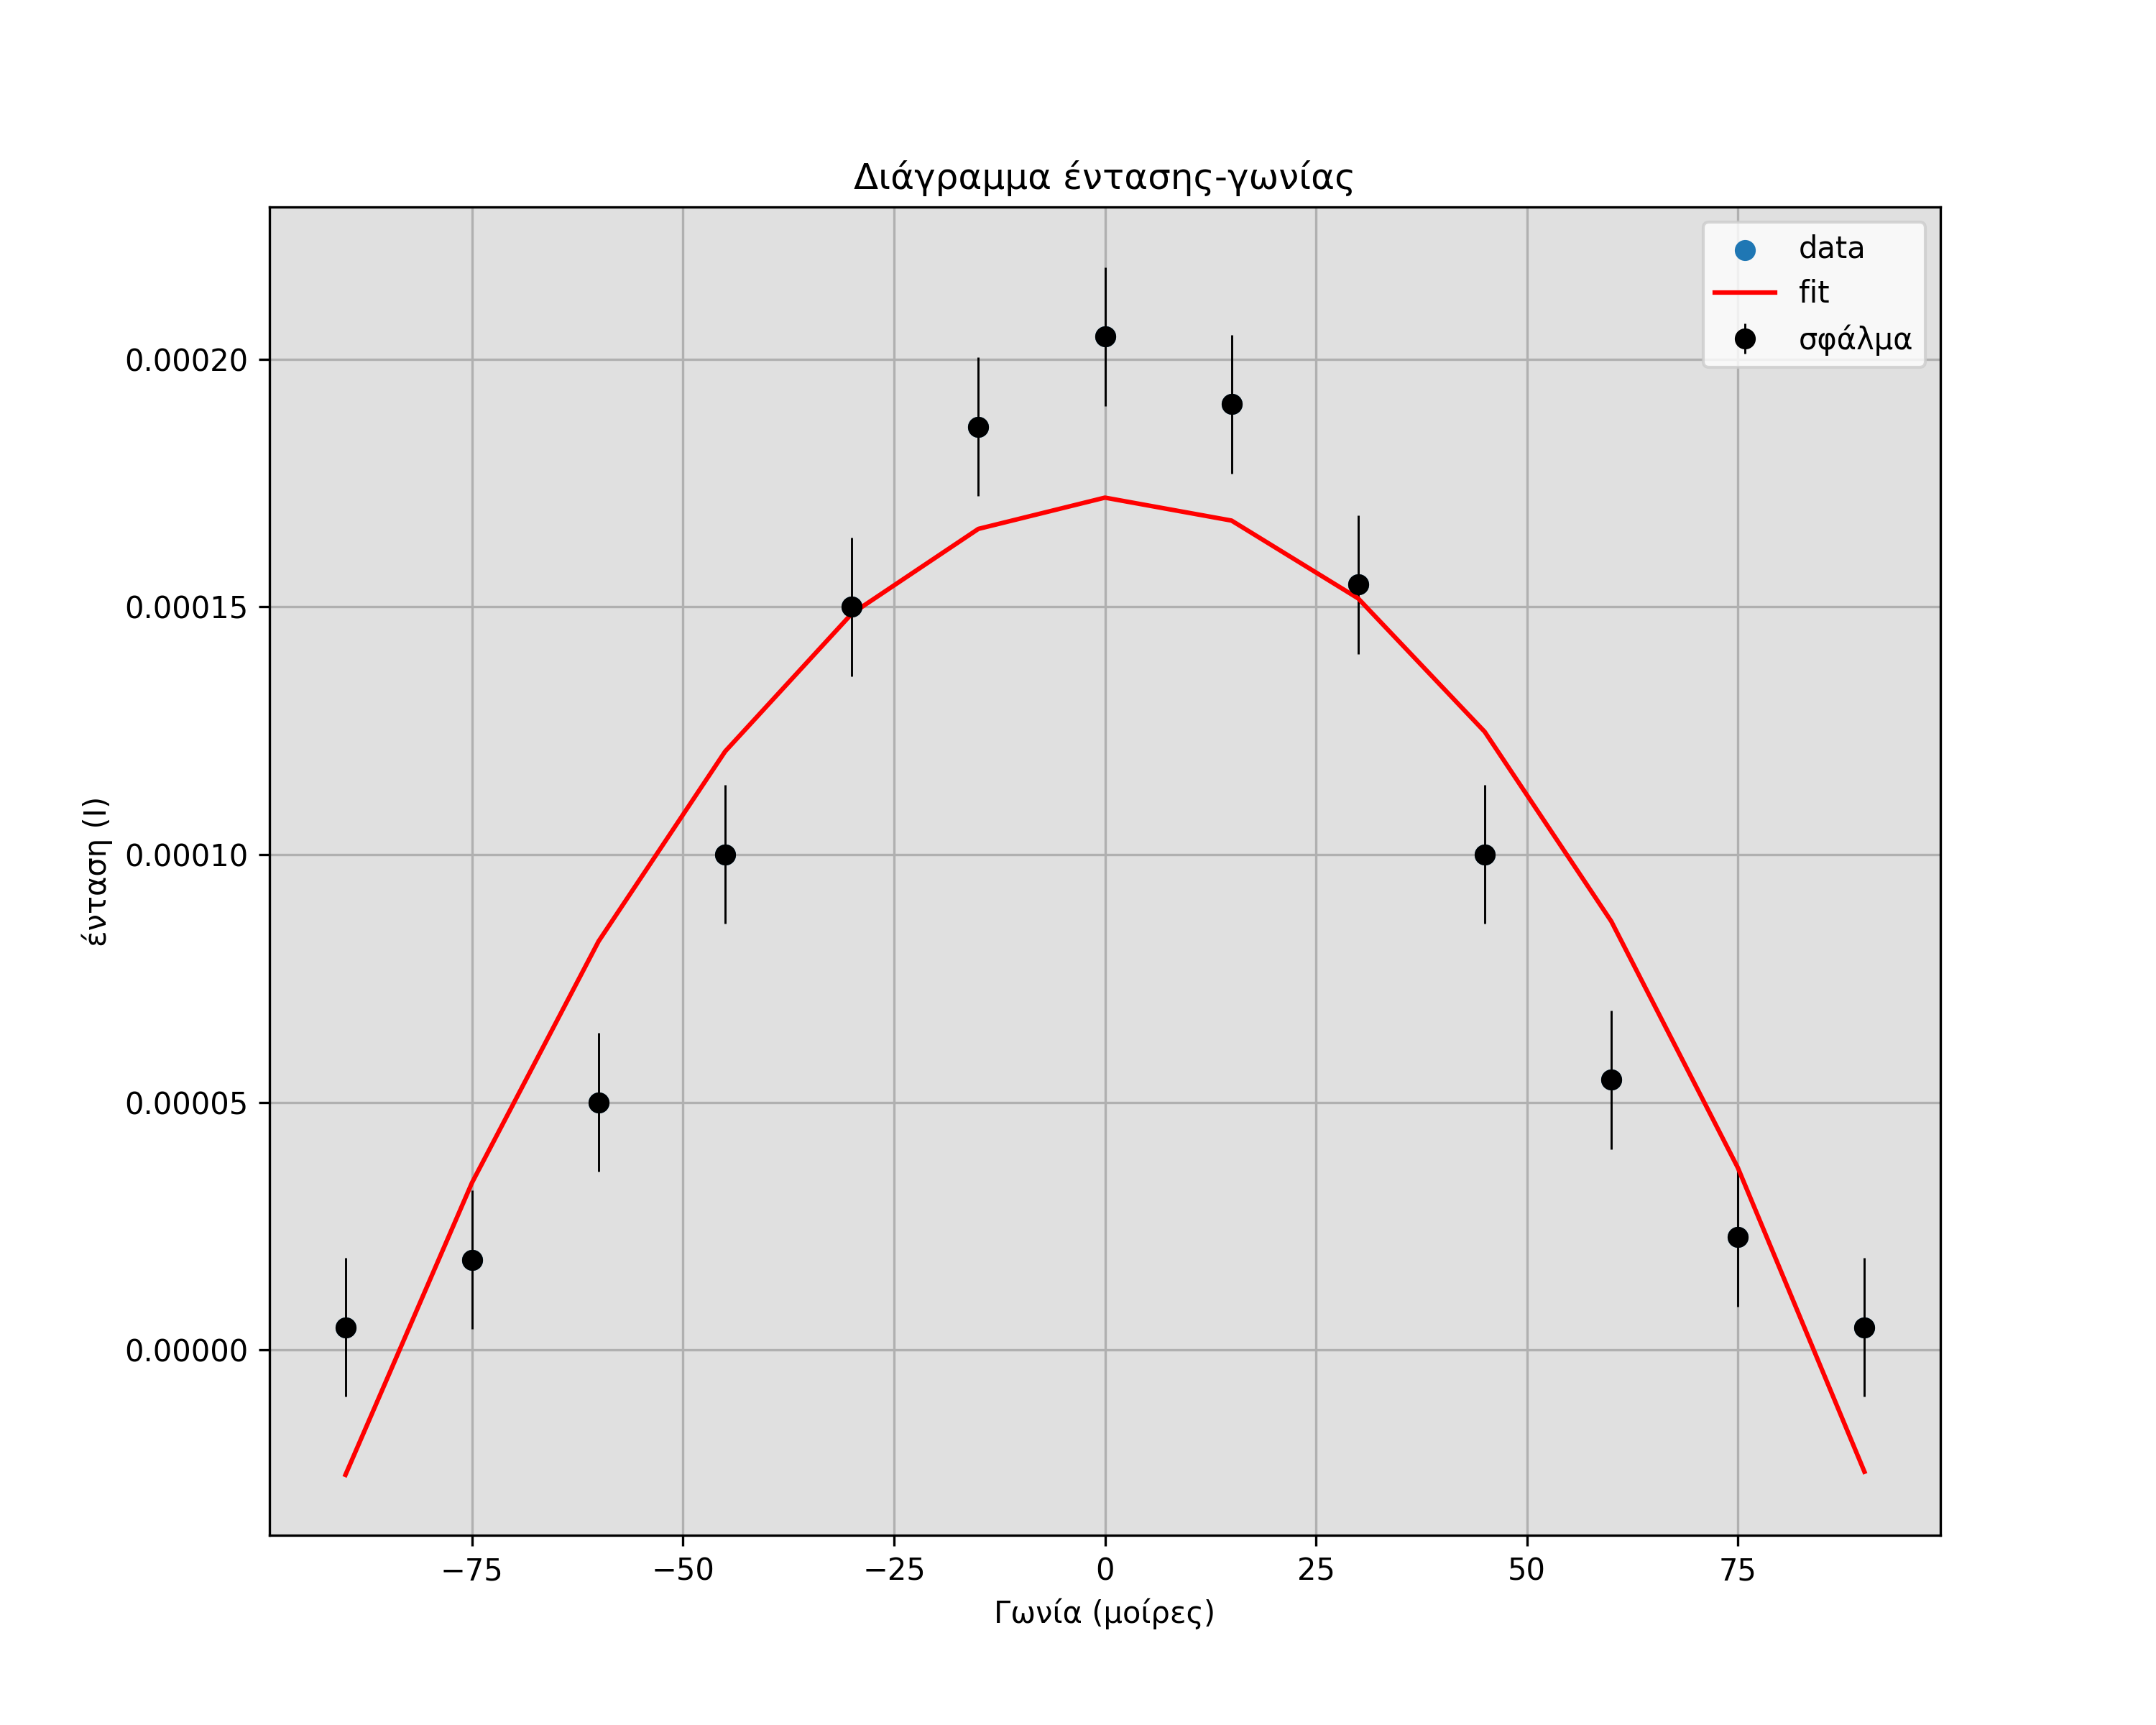 Διάγραμμα έντασης-γωνίας
data
fit
σφάλμα
0.00020
0.00015
0.00010
0.00005
0.00000
ένταση (I)
−75 −50 −25 0 25 50 75
Γωνία (μοίρες)